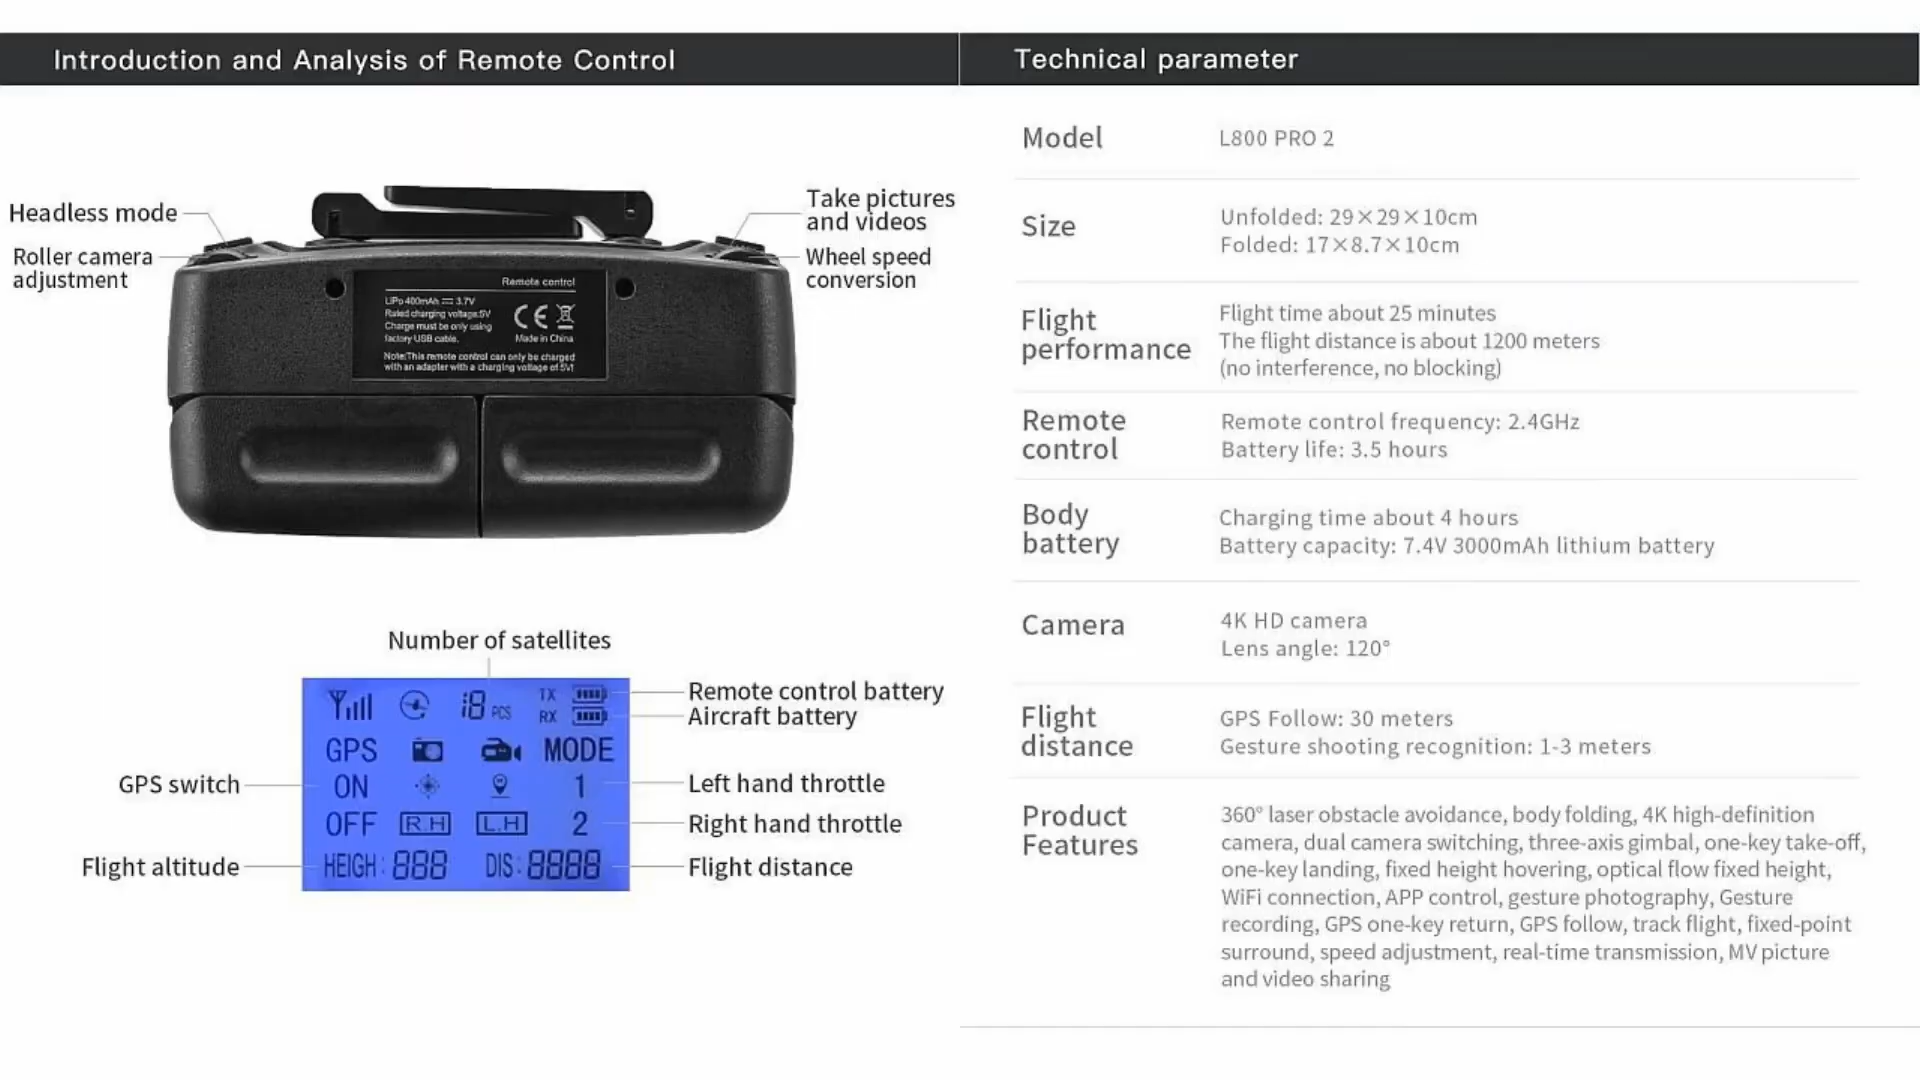 Introduction and Analysis of Remote Control
Headless mode
Roller camera
adjustment
Take pictures
and videos
Wheel speed
conversion
Remote control
LiPo 400mAh 3.7V
Rated charging voltage:5V
Charge must be only using
factory USB cable.
CE
Made in China
Note:This remote control can only be charged
with an adapter with a charging voltage of 5V!
Number of satellites
Remote control battery
Aircraft battery
GPS switch
Left hand throttle
Right hand throttle
Flight altitude
Flight distance
18 PCS
TX
RX
GPS MODE
ON 1
OFF R.H L.H 2
HEIGH: 888 DIS: 8888
Technical parameter
Model
L800 PRO 2
Size
Unfolded: 29×29×10cm
Folded: 17×8.7×10cm
Flight
performance
Flight time about 25 minutes
The flight distance is about 1200 meters
(no interference, no blocking)
Remote
control
Remote control frequency: 2.4GHz
Battery life: 3.5 hours
Body
battery
Charging time about 4 hours
Battery capacity: 7.4V 3000mAh lithium battery
Camera
4K HD camera
Lens angle: 120°
Flight
distance
GPS Follow: 30 meters
Gesture shooting recognition: 1-3 meters
Product
Features
360° laser obstacle avoidance, body folding, 4K high-definition
camera, dual camera switching, three-axis gimbal, one-key take-off,
one-key landing, fixed height hovering, optical flow fixed height,
WiFi connection, APP control, gesture photography, Gesture
recording, GPS one-key return, GPS follow, track flight, fixed-point
surround, speed adjustment, real-time transmission, MV picture
and video sharing